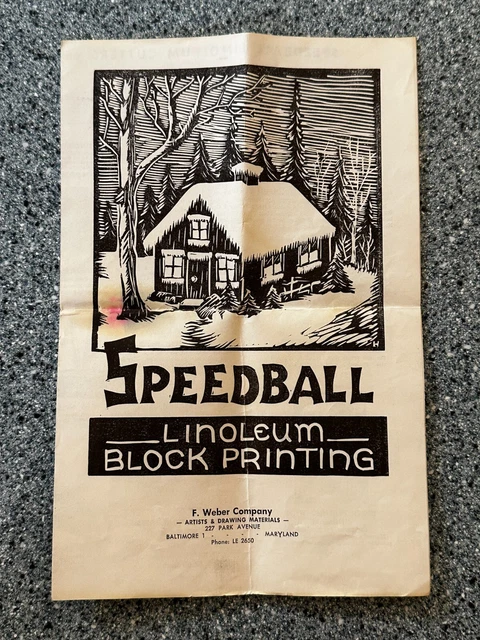 SPEEDBALL
LINOLEUM
BLOCK PRINTING
F. Weber Company
— ARTISTS & DRAWING MATERIALS —
227 PARK AVENUE
BALTIMORE 1 - - - - MARYLAND
Phone: LE 2650